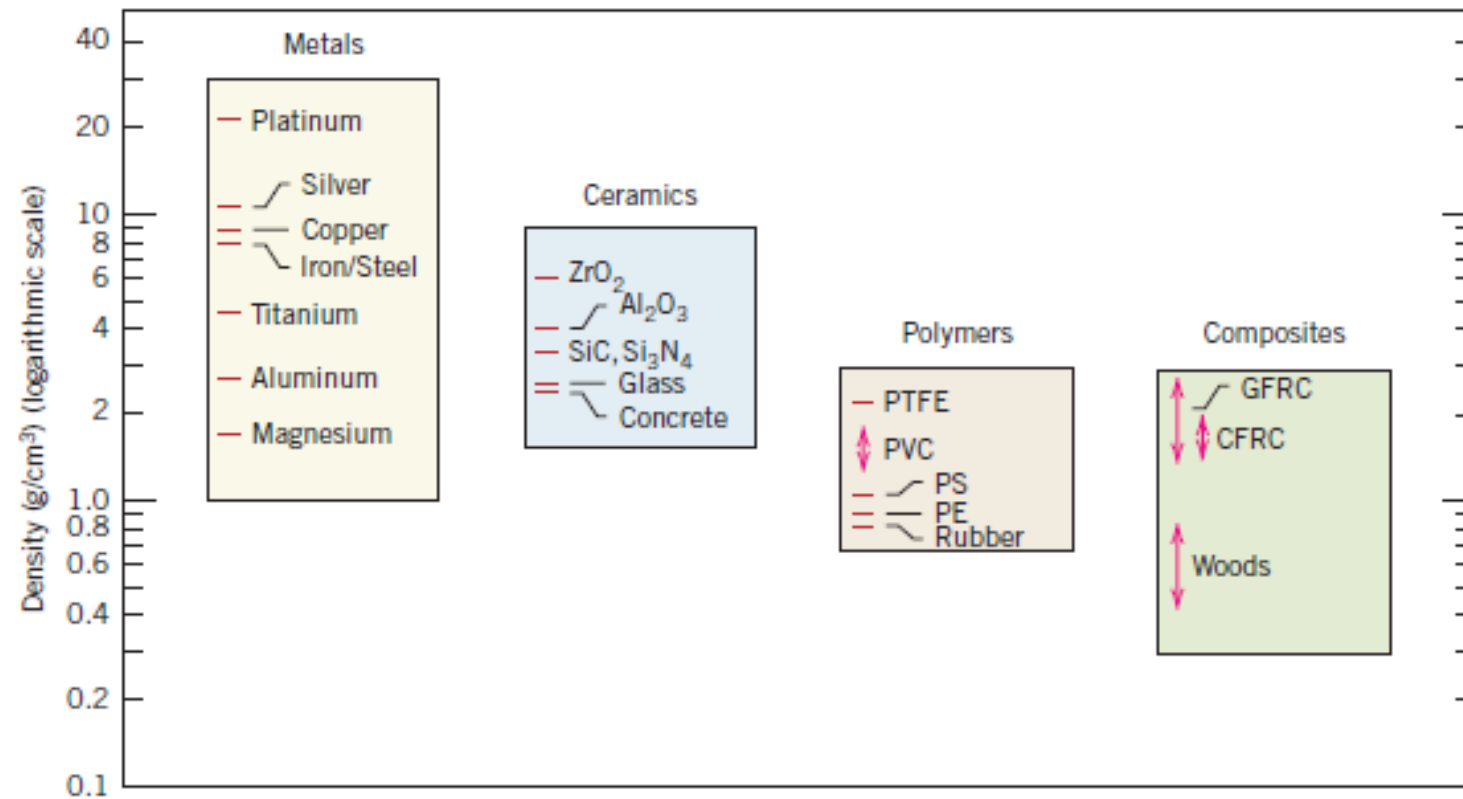 Density (g/cm³) (logarithmic scale)
40
20
10
8
6
4
2
1.0
0.8
0.6
0.4
0.2
0.1
Metals
Platinum
Silver
Copper
Iron/Steel
Titanium
Aluminum
Magnesium
Ceramics
ZrO₂
Al₂O₃
SiC, Si₃N₄
Glass
Concrete
Polymers
PTFE
PVC
PS
PE
Rubber
Composites
GFRC
CFRC
Woods